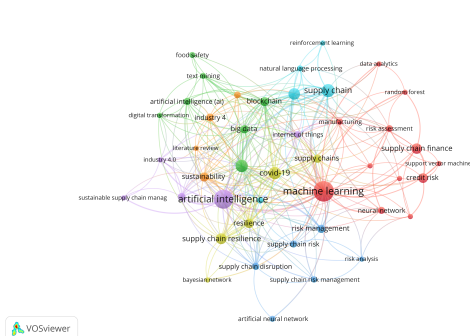 reinforcement learning
food safety
data analytics
natural language processing
text mining
supply chain
random forest
artificial intelligence (ai)
blockchain
digital transformation
industry 4
manufacturing
big data
risk assessment
internet of things
literature review
supply chain finance
industry 4.0
supply chains
support vector machine
covid-19
sustainability
credit risk
machine learning
sustainable supply chain manag
artificial intelligence
neural network
resilience
risk management
supply chain resilience
supply chain risk
risk analysis
supply chain disruption
bayesian network
supply chain risk management
artificial neural network
VOSviewer